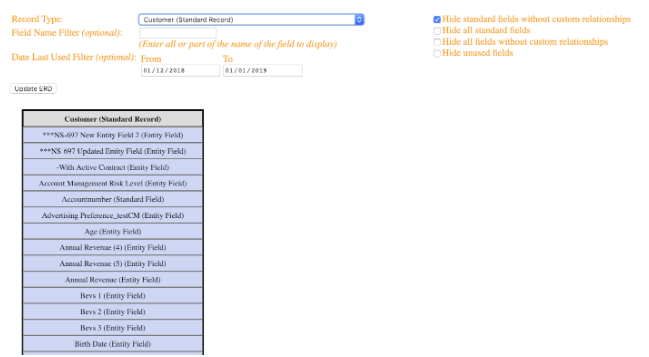 Record Type:
Customer (Standard Record)
Field Name Filter (optional):
(Enter all or part of the name of the field to display)
Date Last Used Filter (optional):
From
To
01/12/2018
01/01/2019
Hide standard fields without custom relationships
Hide all standard fields
Hide all fields without custom relationships
Hide unused fields
Update ERD
Customer (Standard Record)
***NS-697 New Entity Field 2 (Entity Field)
***NS-697 Updated Entity Field (Entity Field)
-With Active Contract (Entity Field)
Account Management Risk Level (Entity Field)
Accountnumber (Standard Field)
Advertising Preference_testCM (Entity Field)
Age (Entity Field)
Annual Revenue (4) (Entity Field)
Annual Revenue (5) (Entity Field)
Annual Revenue (Entity Field)
Bevs 1 (Entity Field)
Bevs 2 (Entity Field)
Bevs 3 (Entity Field)
Birth Date (Entity Field)